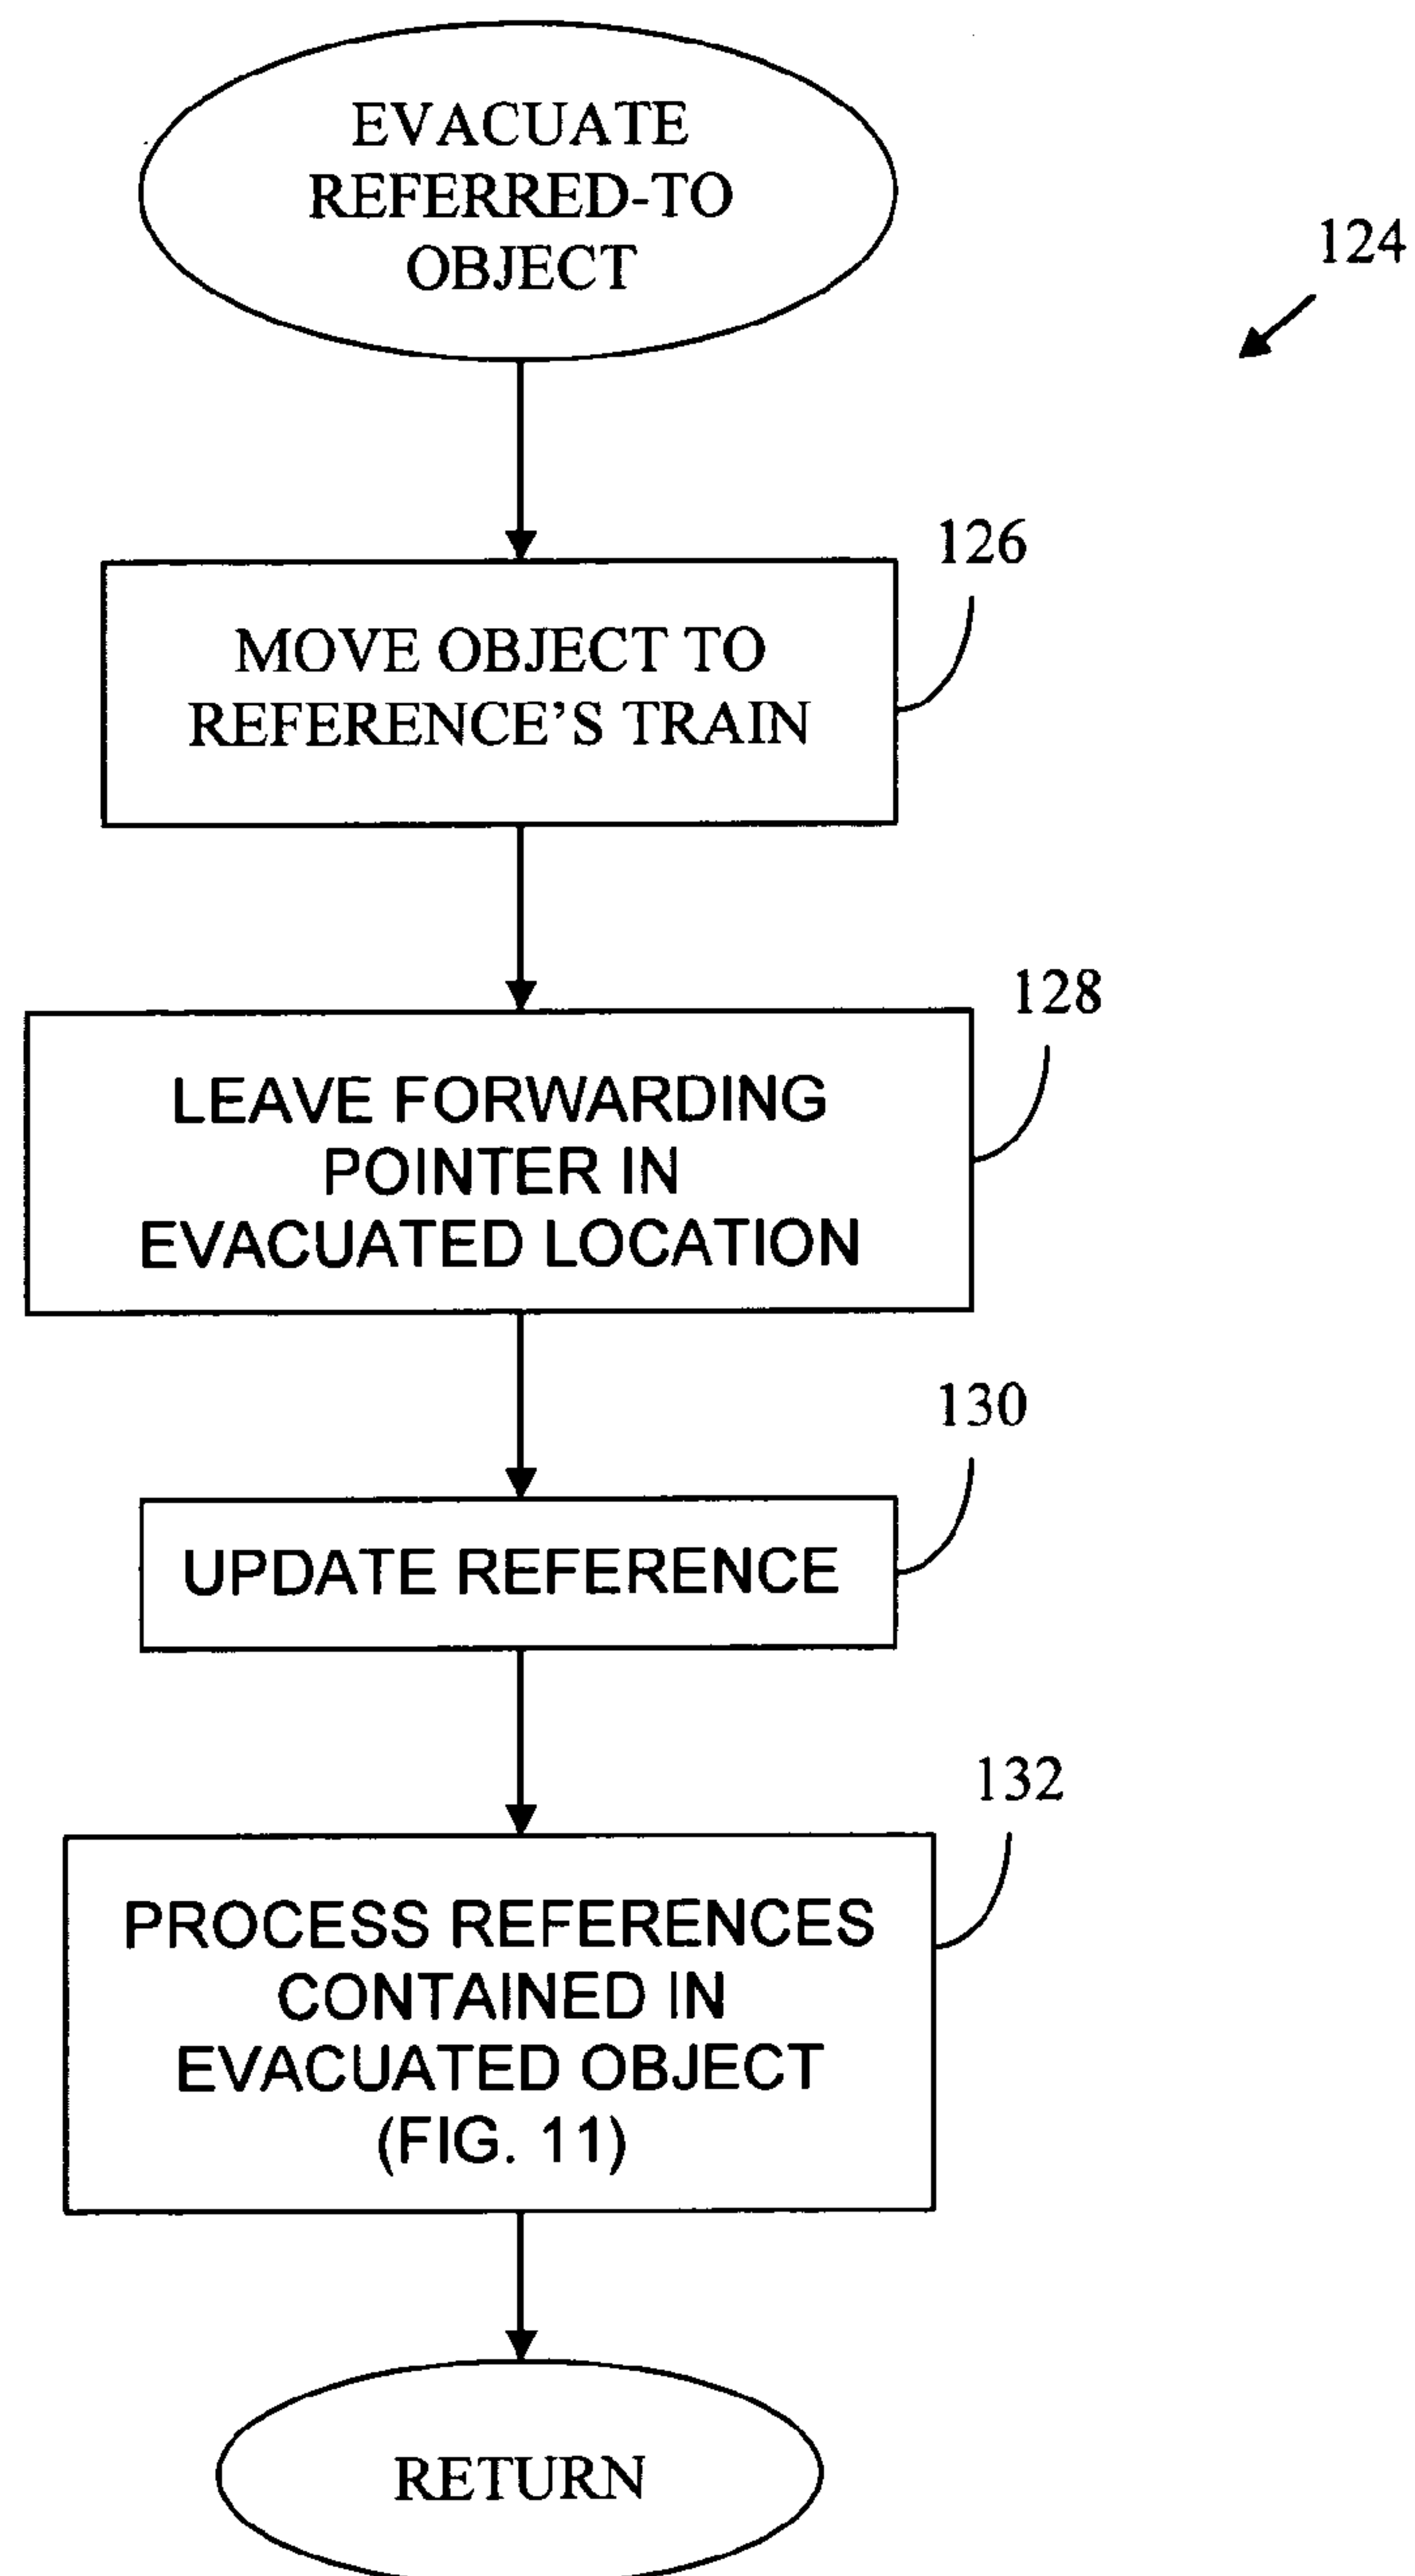 EVACUATE
REFERRED-TO
OBJECT
124
126
MOVE OBJECT TO
REFERENCE'S TRAIN
128
LEAVE FORWARDING
POINTER IN
EVACUATED LOCATION
130
UPDATE REFERENCE
132
PROCESS REFERENCES
CONTAINED IN
EVACUATED OBJECT
(FIG. 11)
RETURN